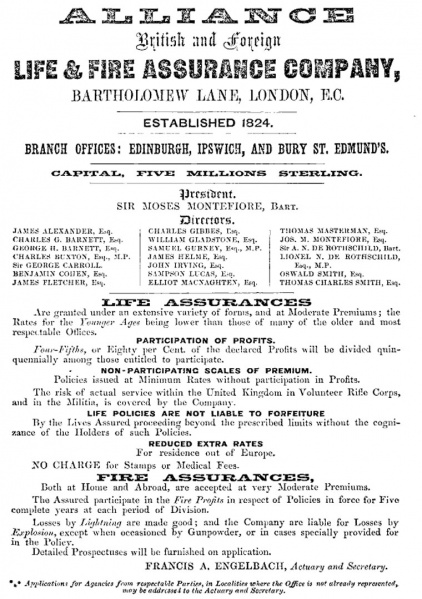 ALLIANCE
British and Foreign
LIFE & FIRE ASSURANCE COMPANY,
BARTHOLOMEW LANE, LONDON, E.C.
ESTABLISHED 1824.
BRANCH OFFICES: EDINBURGH, IPSWICH, AND BURY ST. EDMUND'S.
CAPITAL, FIVE MILLIONS STERLING.
President.
SIR MOSES MONTEFIORE, BART.
Directors.
JAMES ALEXANDER, Esq.
CHARLES G. BARNETT, Esq.
GEORGE H. BARNETT, Esq.
CHARLES BUXTON, Esq., M.P.
Sir GEORGE CARROLL.
BENJAMIN COHEN, Esq.
JAMES FLETCHER, Esq.
CHARLES GIBBES, Esq.
WILLIAM GLADSTONE, Esq.
SAMUEL GURNEY, Esq., M.P.
JAMES HELME, Esq.
JOHN IRVING, Esq.
SAMPSON LUCAS, Esq.
ELLIOT MACNAGHTEN, Esq.
THOMAS MASTERMAN, Esq.
JOS. M. MONTEFIORE, Esq.
Sir A. N. DE ROTHSCHILD, Bart.
LIONEL N. DE ROTHSCHILD,
Esq., M.P.
OSWALD SMITH, Esq.
THOMAS CHARLES SMITH, Esq.
LIFE ASSURANCES
Are granted under an extensive variety of forms, and at Moderate Premiums; the
Rates for the Younger Ages being lower than those of many of the older and most
respectable Offices.
PARTICIPATION OF PROFITS.
Four-Fifths, or Eighty per Cent. of the declared Profits will be divided quin-
quennially among those entitled to participate.
NON-PARTICIPATING SCALES OF PREMIUM.
Policies issued at Minimum Rates without participation in Profits.
The risk of actual service within the United Kingdom in Volunteer Rifle Corps,
and in the Militia, is covered by the Company.
LIFE POLICIES ARE NOT LIABLE TO FORFEITURE
By the Lives Assured proceeding beyond the prescribed limits without the cogni-
zance of the Holders of such Policies.
REDUCED EXTRA RATES
For residence out of Europe.
NO CHARGE for Stamps or Medical Fees.
FIRE ASSURANCES,
Both at Home and Abroad, are accepted at very Moderate Premiums.
The Assured participate in the Fire Profits in respect of Policies in force for Five
complete years at each period of Division.
Losses by Lightning are made good; and the Company are liable for Losses by
Explosion, except when occasioned by Gunpowder, or in cases specially provided for
in the Policy.
Detailed Prospectuses will be furnished on application.
FRANCIS A. ENGELBACH, Actuary and Secretary.
*** Applications for Agencies from respectable Parties, in Localities where the Office is not already represented,
may be addressed to the Actuary and Secretary.